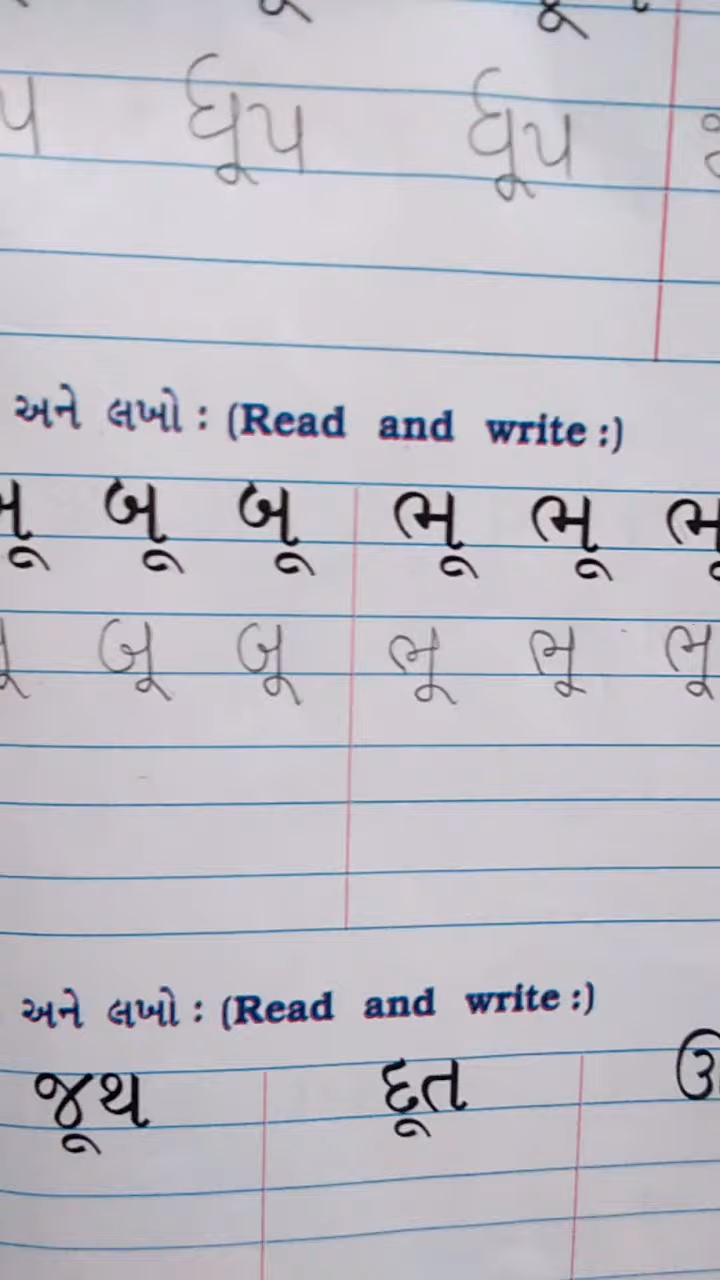 ધૂપ ધૂપ
અને લખો : (Read and write :)
બૂ બૂ ભૂ ભૂ ભૂ
બૂ બૂ ભૂ ભૂ ભૂ
અને લખો : (Read and write :)
જૂથ દૂત